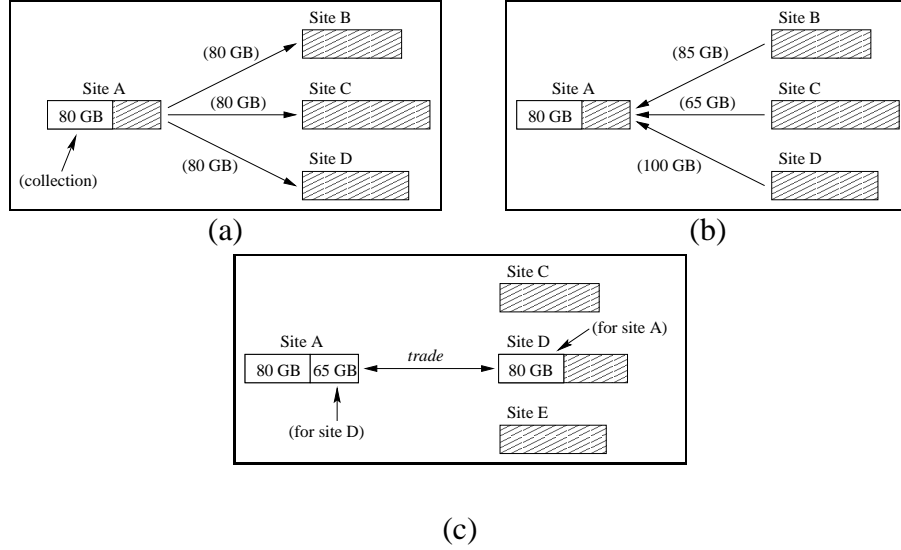 Site B
(80 GB)
Site A
Site C
80 GB
(80 GB)
(80 GB)
Site D
(collection)
(a)
Site B
(85 GB)
Site A
Site C
80 GB
(65 GB)
(100 GB)
Site D
(b)
Site C
(for site A)
Site A
trade
Site D
80 GB
65 GB
80 GB
Site E
(for site D)
(c)